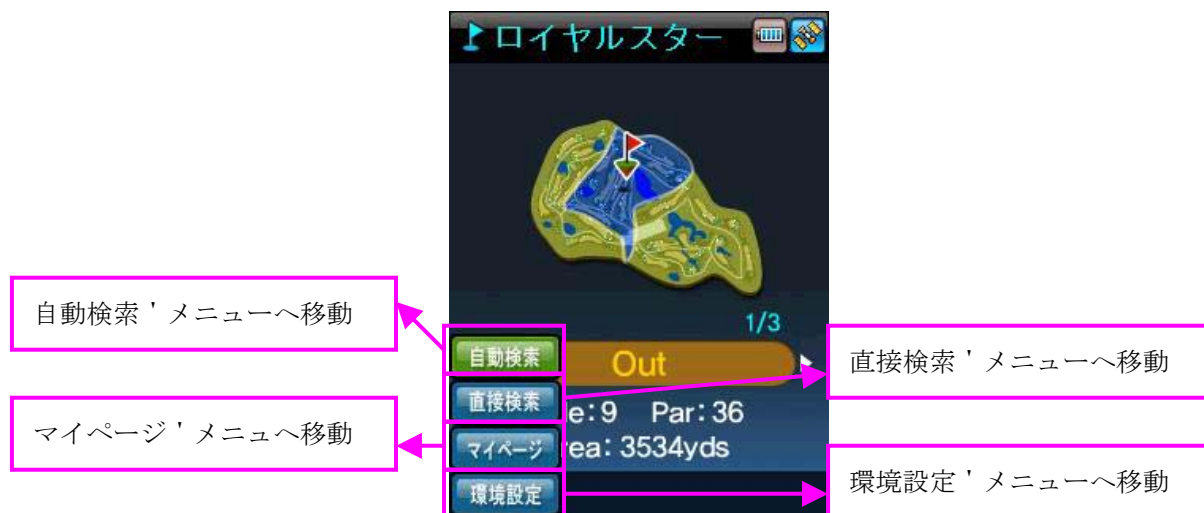 ロイヤルスター
1/3
自動検索＇メニューへ移動
自動検索
Out
直接検索＇メニューへ移動
直接検索
e:9 Par:36
マイページ＇メニュへ移動
マイページ
rea: 3534yds
環境設定
環境設定＇メニューへ移動